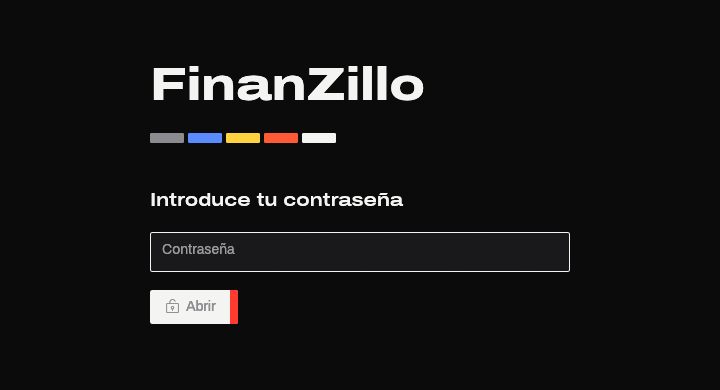 FinanZillo
Introduce tu contraseña
Contraseña
Abrir